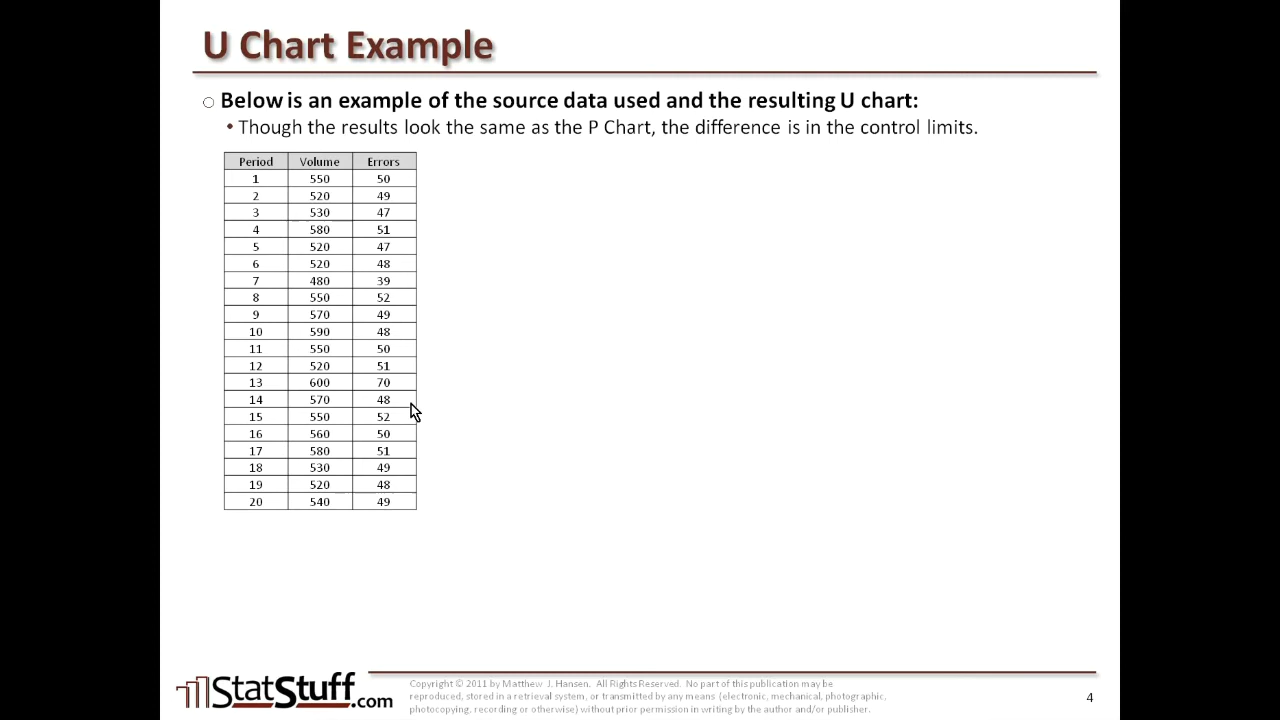 U Chart Example
○ Below is an example of the source data used and the resulting U chart:
• Though the results look the same as the P Chart, the difference is in the control limits.
Period Volume Errors
1 550 50
2 520 49
3 530 47
4 580 51
5 520 47
6 520 48
7 480 39
8 550 52
9 570 49
10 590 48
11 550 50
12 520 51
13 600 70
14 570 48
15 550 52
16 560 50
17 580 51
18 530 49
19 520 48
20 540 49
StatStuff.com
Copyright © 2011 by Matthew J. Hansen. All Rights Reserved. No part of this publication may be
reproduced, stored in a retrieval system, or transmitted by any means (electronic, mechanical, photographic,
photocopying, recording or otherwise) without prior permission in writing by the author and/or publisher.
4